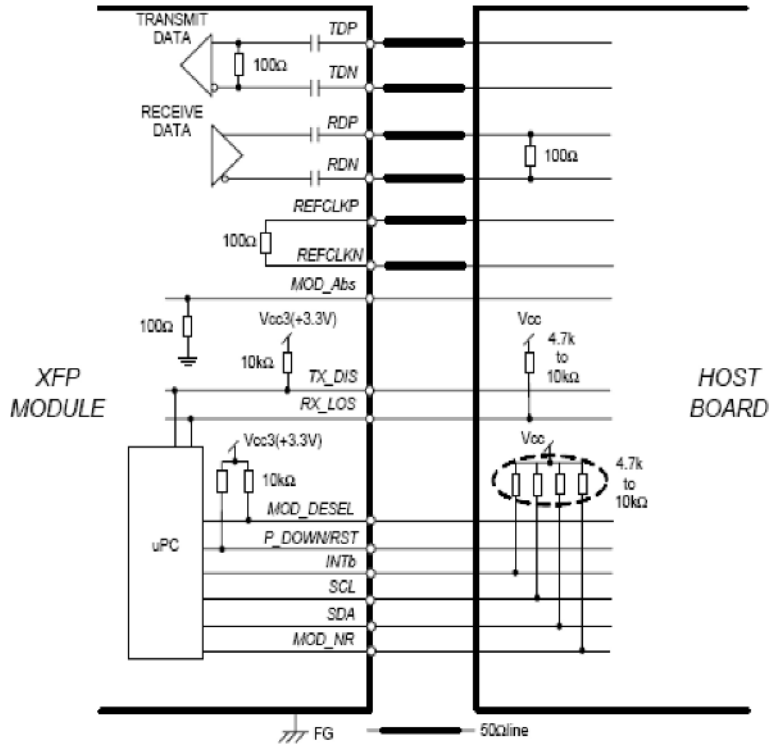 TRANSMIT
DATA
TDP
100Ω
TDN
RECEIVE
DATA
RDP
100Ω
RDN
REFCLKP
100Ω
REFCLKN
MOD_Abs
100Ω
Vcc3(+3.3V)
10kΩ
TX_DIS
RX_LOS
Vcc
4.7k
to
10kΩ
XFP
MODULE
HOST
BOARD
Vcc3(+3.3V)
10kΩ
MOD_DESEL
P_DOWN/RST
INTb
SCL
SDA
MOD_NR
uPC
Vcc
4.7k
to
10kΩ
FG
50Ωline